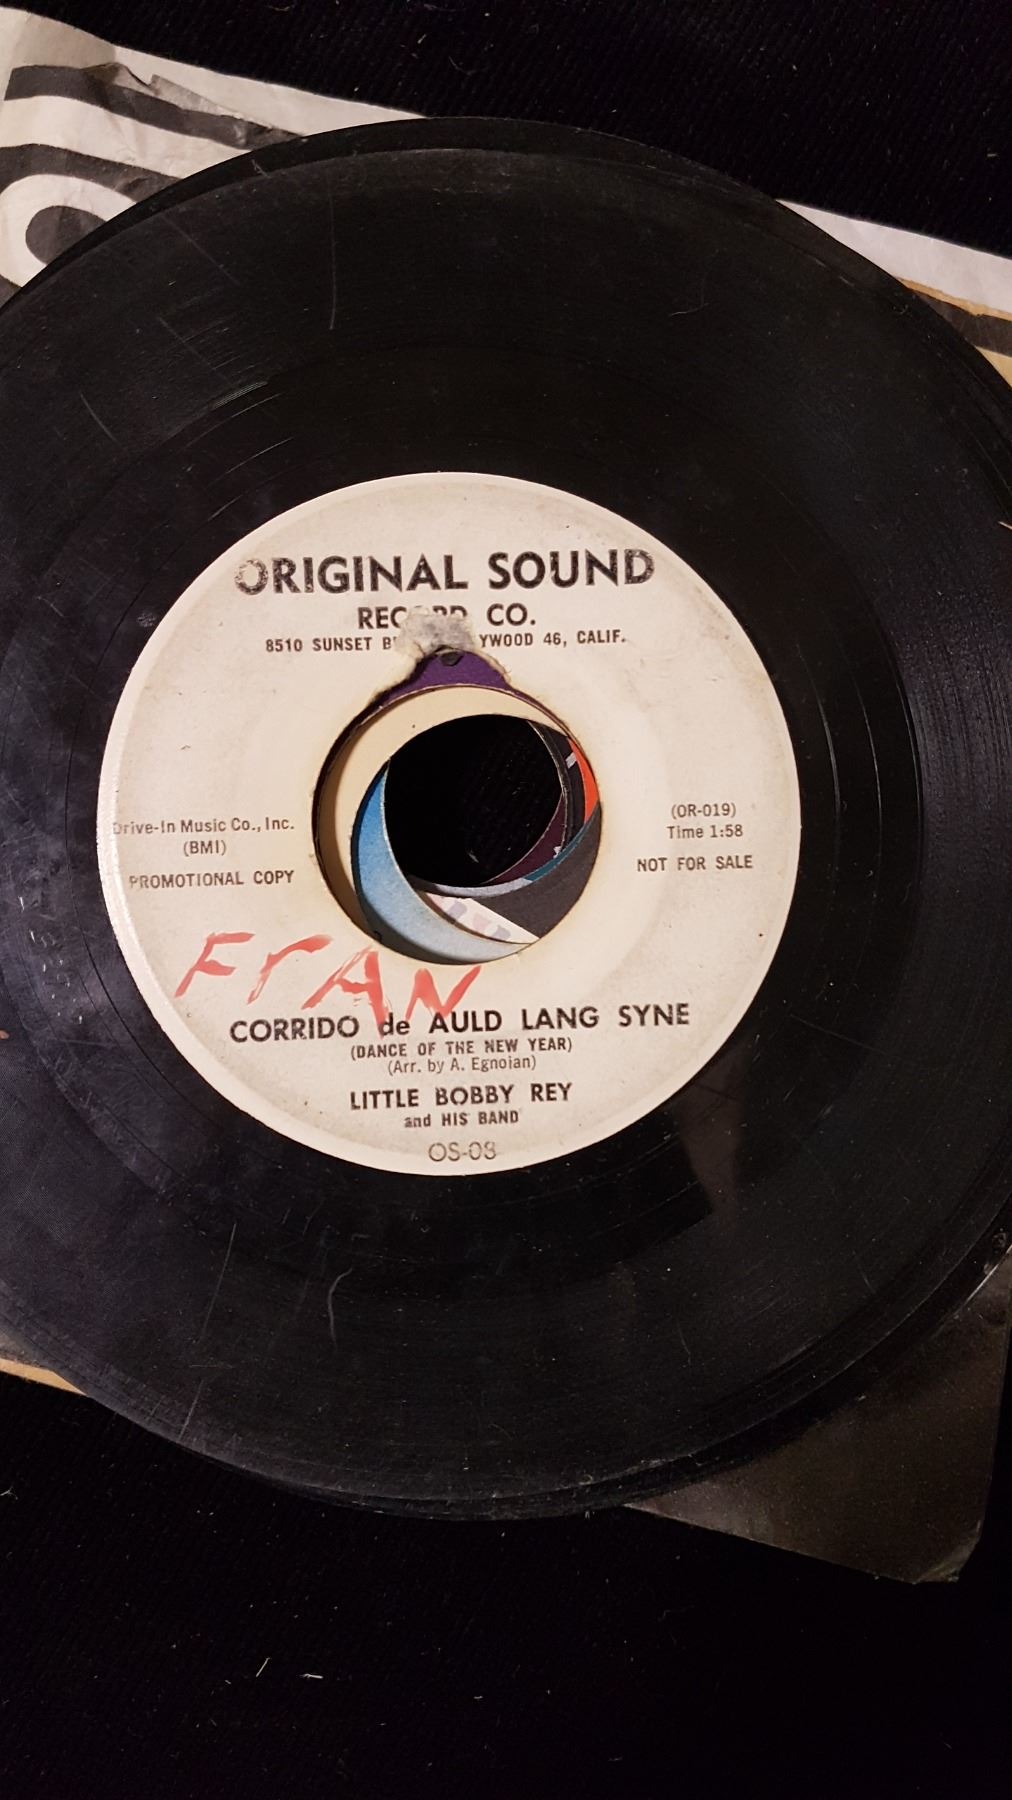 ORIGINAL SOUND
CO.
8510 SUNSET 46, CALIF.
Drive-In Music Co., Inc.
(BMI)
PROMOTIONAL COPY
(OR-019)
Time 1:58
NOT FOR SALE
FrAN
CORRIDO de AULD LANG SYNE
(DANCE OF THE NEW YEAR)
(Arr. by A. Egnoian)
LITTLE BOBBY REY
and HIS BAND
OS-08